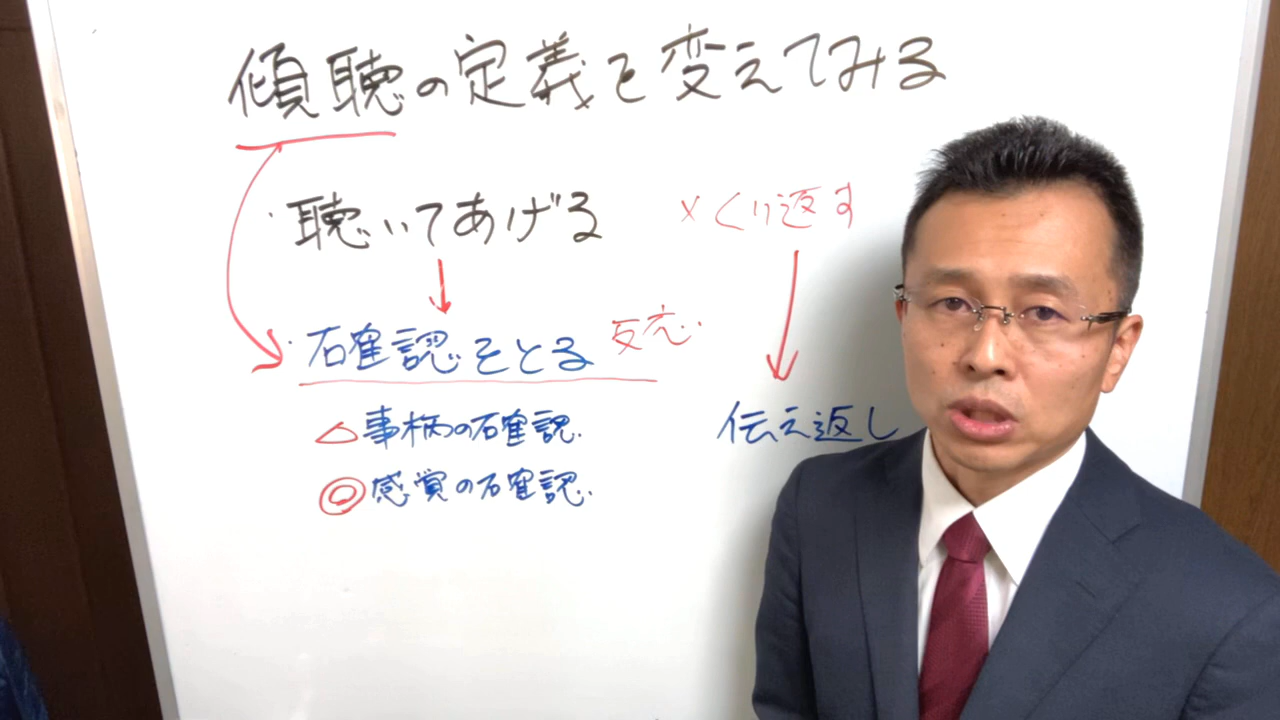 傾聴の定義を変えてみる
・聴いてあげる
×くり返す
・確認をとる 反応
△事柄の確認
◎感覚の確認
伝え返し